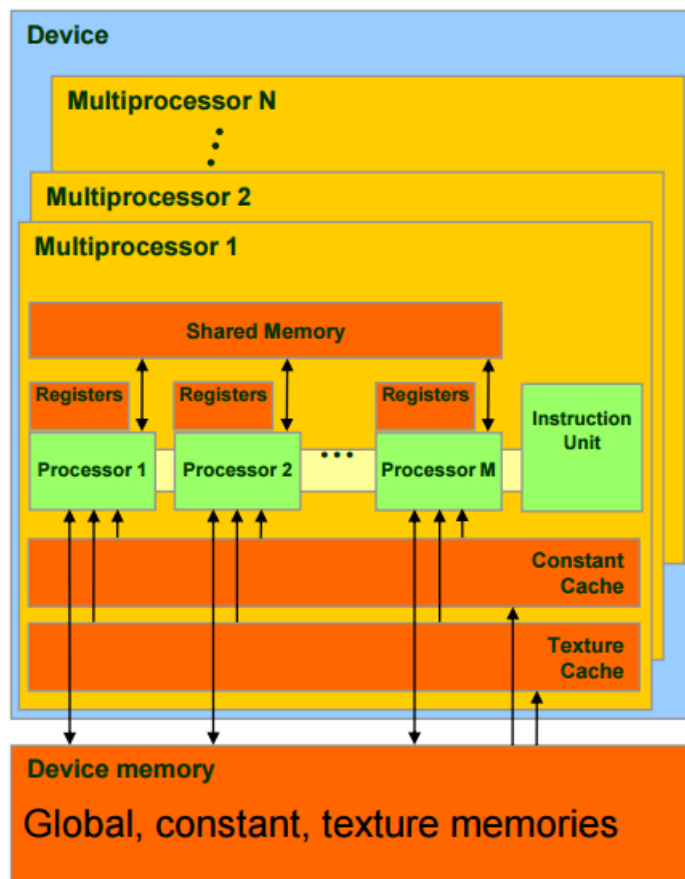 Device
Multiprocessor N
Multiprocessor 2
Multiprocessor 1
Shared Memory
Registers
Registers
Registers
Instruction
Unit
Processor 1
Processor 2
...
Processor M
Constant
Cache
Texture
Cache
Device memory
Global, constant, texture memories